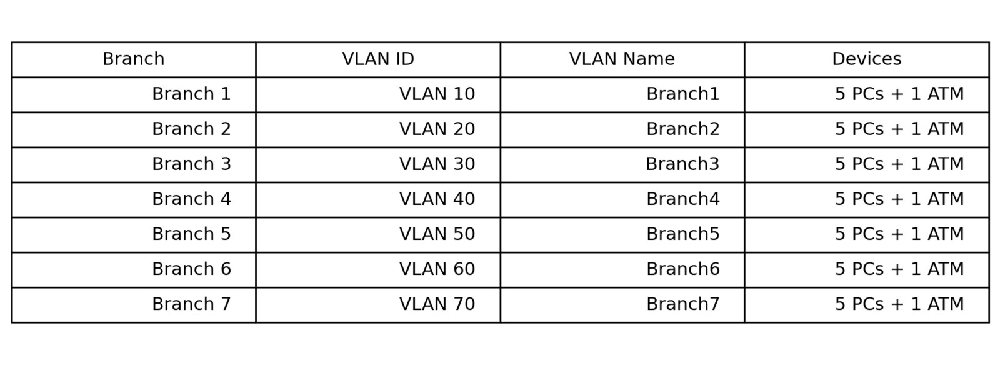 Branch VLAN ID VLAN Name Devices
Branch 1 VLAN 10 Branch1 5 PCs + 1 ATM
Branch 2 VLAN 20 Branch2 5 PCs + 1 ATM
Branch 3 VLAN 30 Branch3 5 PCs + 1 ATM
Branch 4 VLAN 40 Branch4 5 PCs + 1 ATM
Branch 5 VLAN 50 Branch5 5 PCs + 1 ATM
Branch 6 VLAN 60 Branch6 5 PCs + 1 ATM
Branch 7 VLAN 70 Branch7 5 PCs + 1 ATM